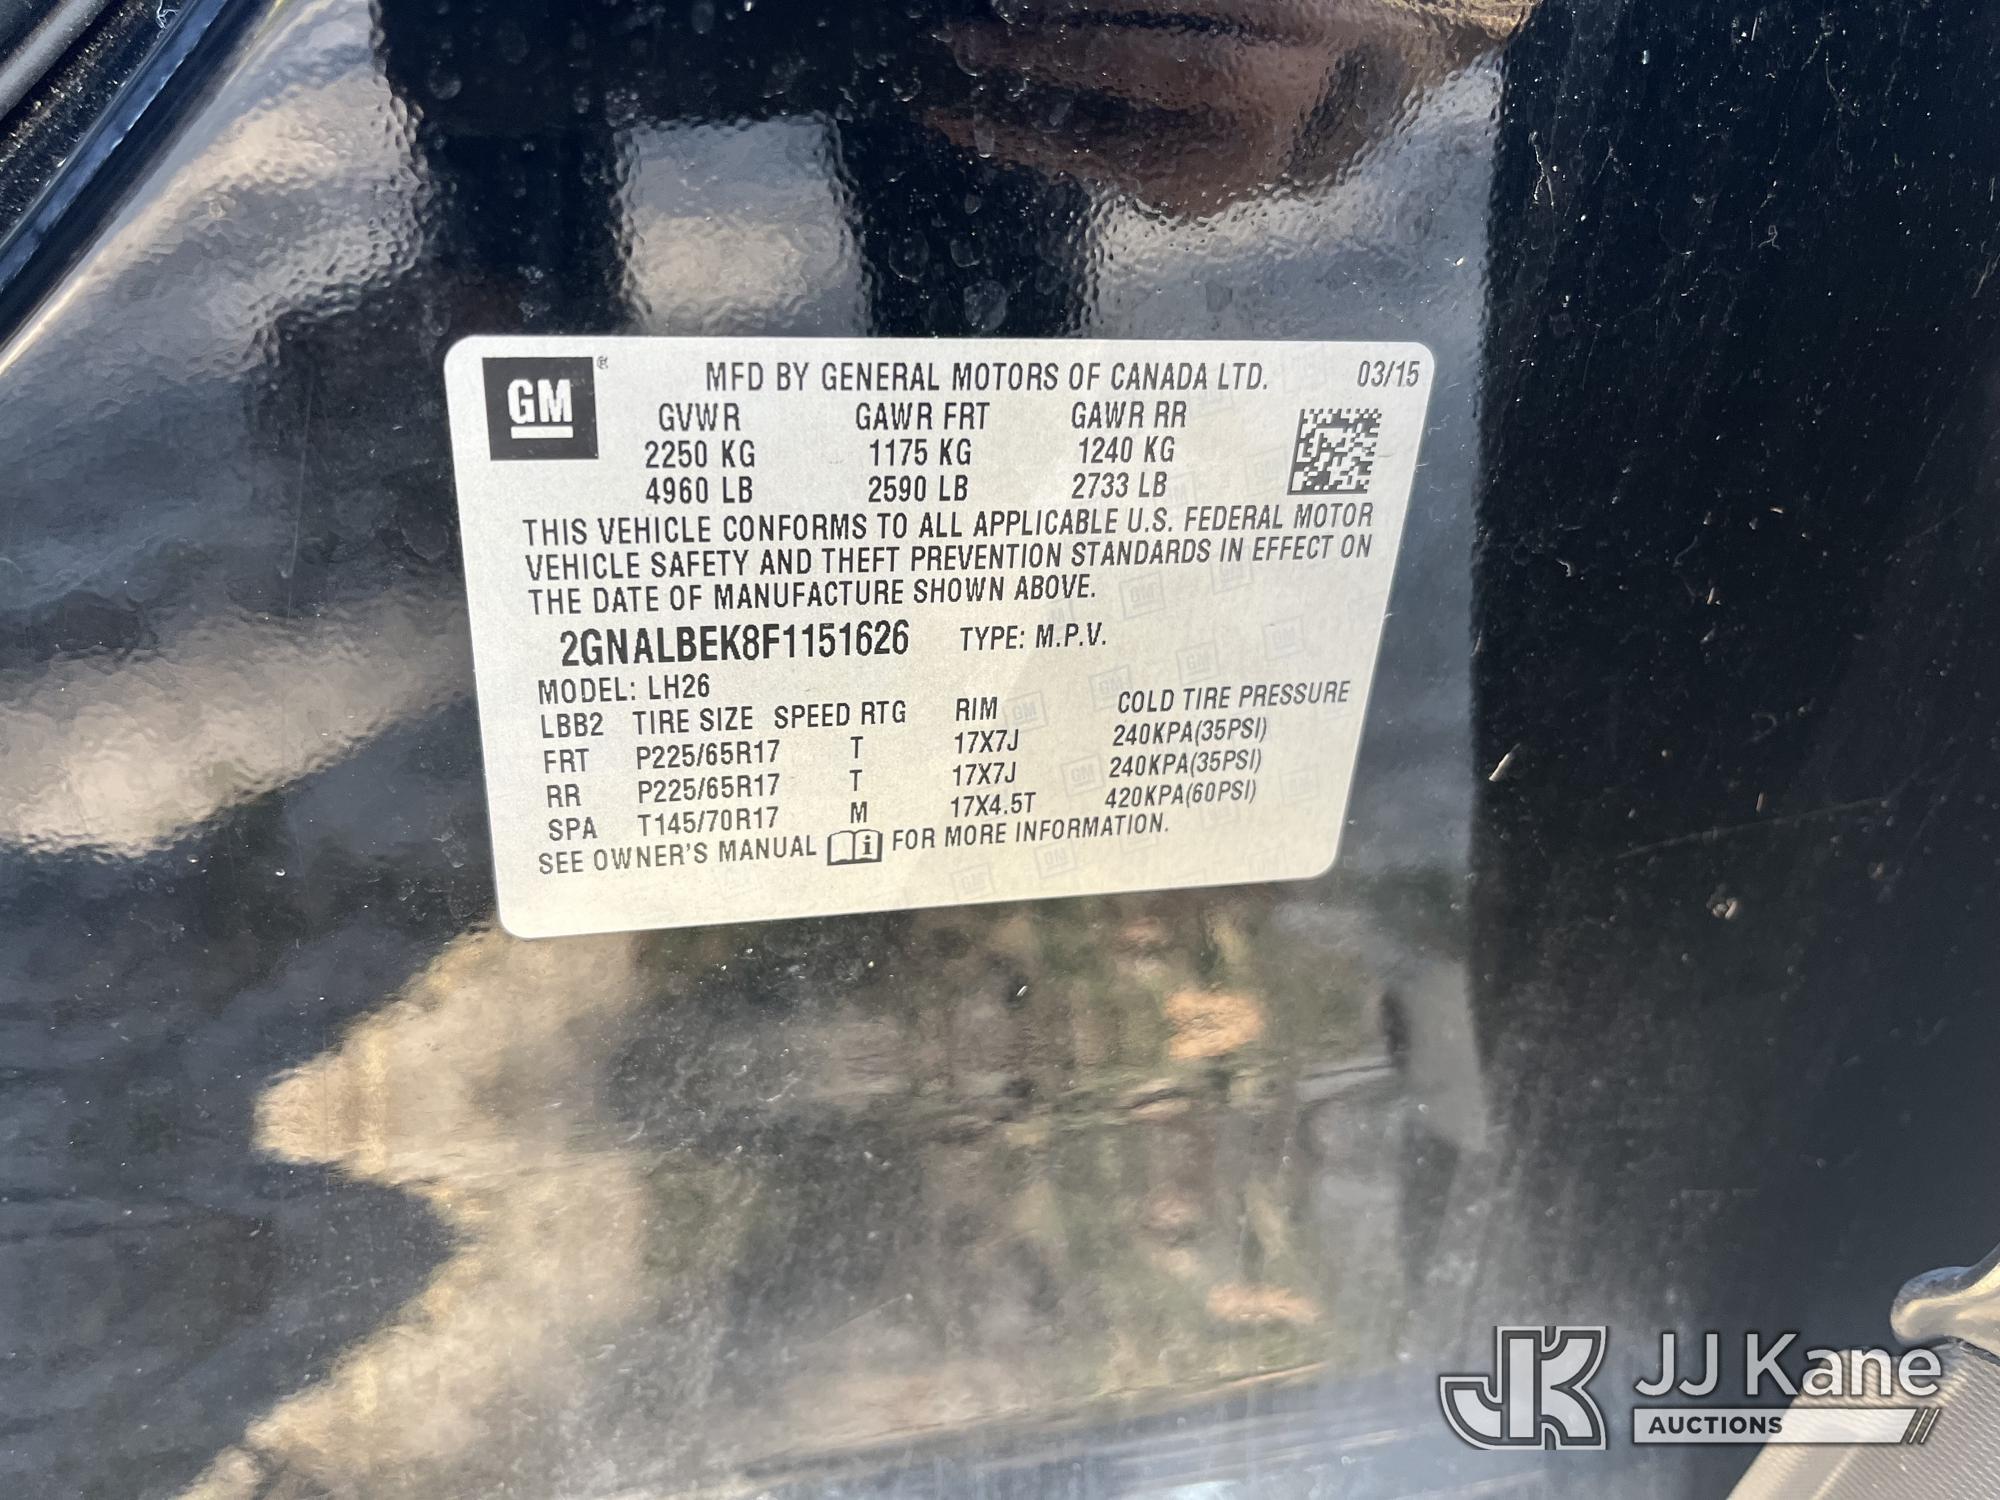 GM ® MFD BY GENERAL MOTORS OF CANADA LTD. 03/15
GVWR GAWR FRT GAWR RR
2250 KG 1175 KG 1240 KG
4960 LB 2590 LB 2733 LB
THIS VEHICLE CONFORMS TO ALL APPLICABLE U.S. FEDERAL MOTOR
VEHICLE SAFETY AND THEFT PREVENTION STANDARDS IN EFFECT ON
THE DATE OF MANUFACTURE SHOWN ABOVE.
2GNALBEK8F1151626 TYPE: M.P.V.
MODEL: LH26
LBB2 TIRE SIZE SPEED RTG RIM COLD TIRE PRESSURE
FRT P225/65R17 T 17X7J 240KPA(35PSI)
RR P225/65R17 T 17X7J 240KPA(35PSI)
SPA T145/70R17 M 17X4.5T 420KPA(60PSI)
SEE OWNER'S MANUAL i FOR MORE INFORMATION.
JK JJ Kane
AUCTIONS